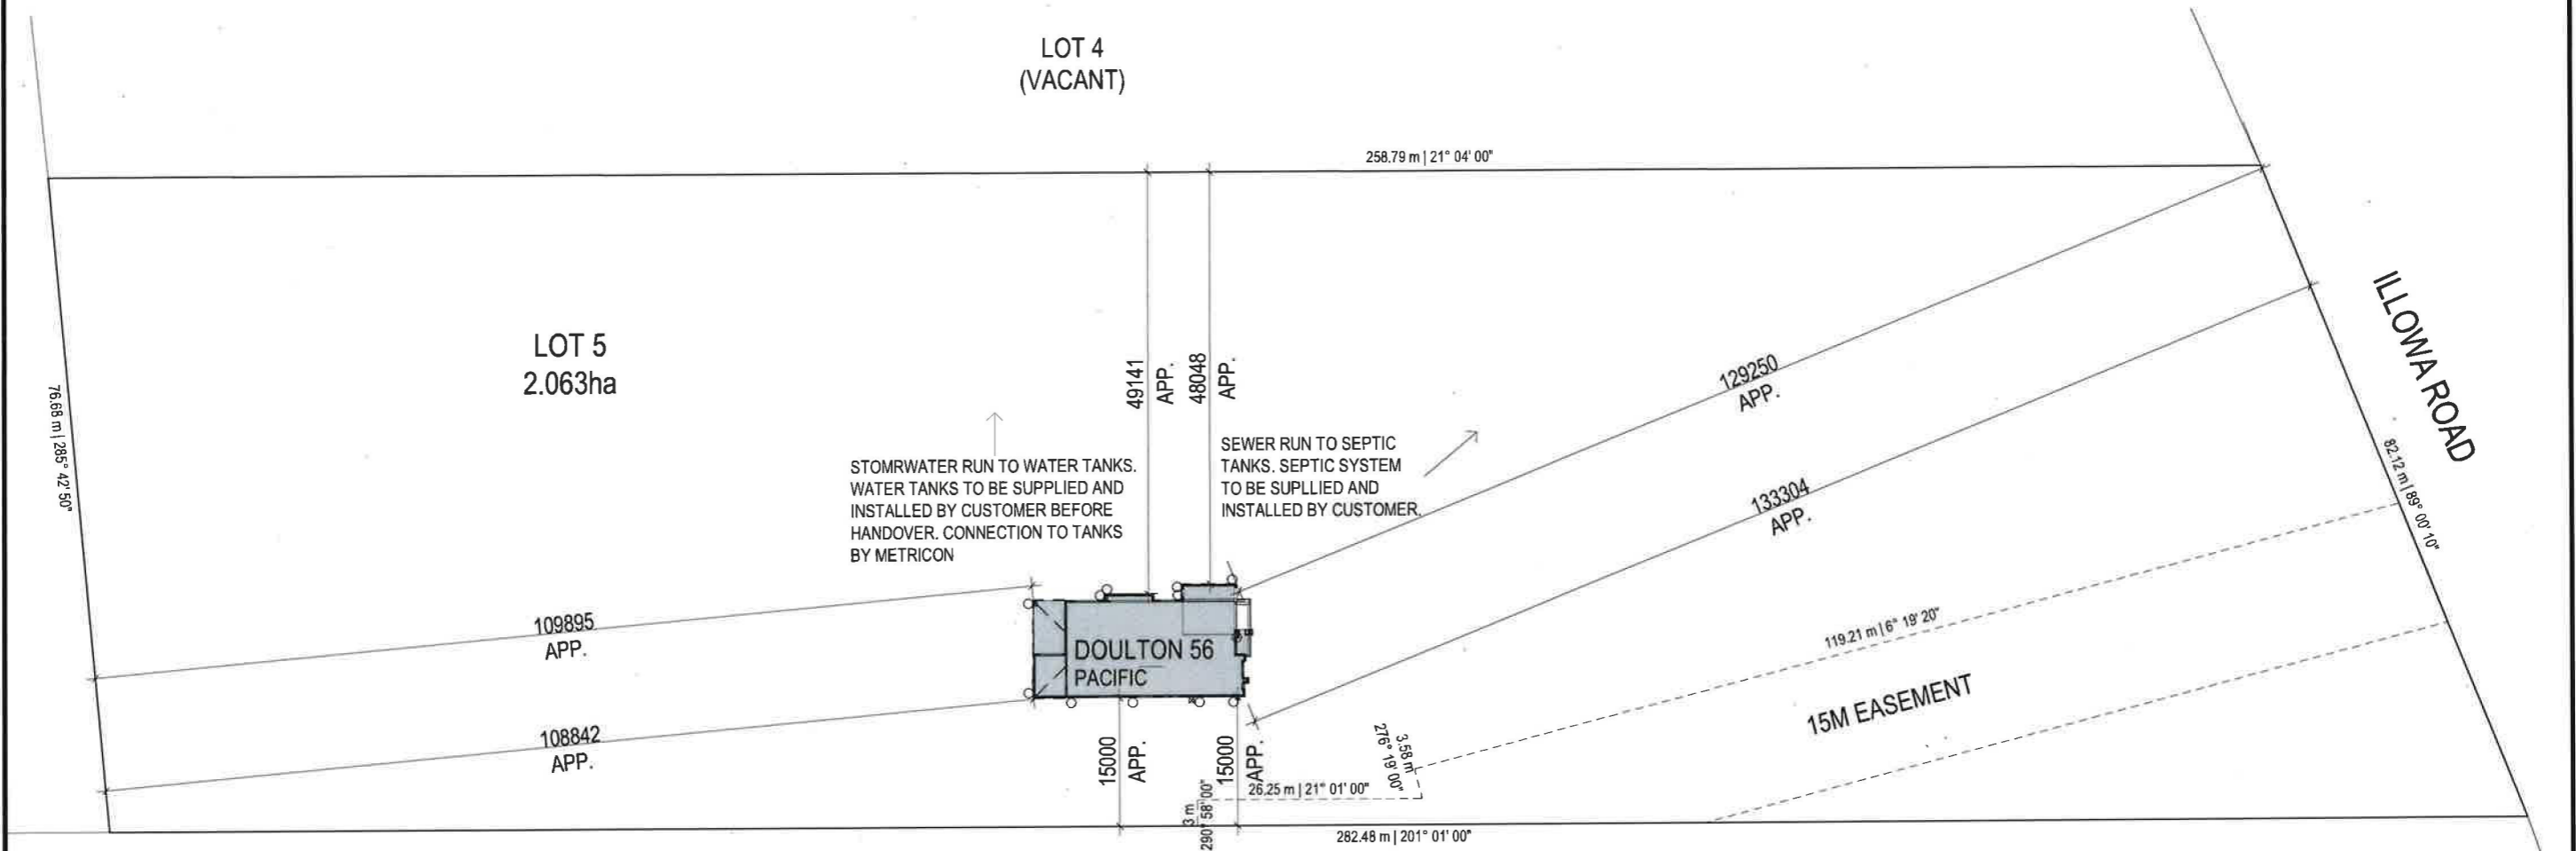 LOT 4
(VACANT)
258.79 m | 21° 04' 00"
ILLOWA ROAD
LOT 5
2.063ha
76.68 m | 285° 42' 50"
49141
APP.
48048
APP.
129250
APP.
133304
APP.
82.12 m | 89° 00' 10"
STOMRWATER RUN TO WATER TANKS.
WATER TANKS TO BE SUPPLIED AND
INSTALLED BY CUSTOMER BEFORE
HANDOVER. CONNECTION TO TANKS
BY METRICON
SEWER RUN TO SEPTIC
TANKS. SEPTIC SYSTEM
TO BE SUPLLIED AND
INSTALLED BY CUSTOMER.
109895
APP.
108842
APP.
DOULTON 56
PACIFIC
119.21 m | 6° 19' 20"
15M EASEMENT
15000
APP.
15000
APP.
3.58 m
276° 19' 00"
26.25 m | 21° 01' 00"
3 m
290° 58' 00"
282.48 m | 201° 01' 00"